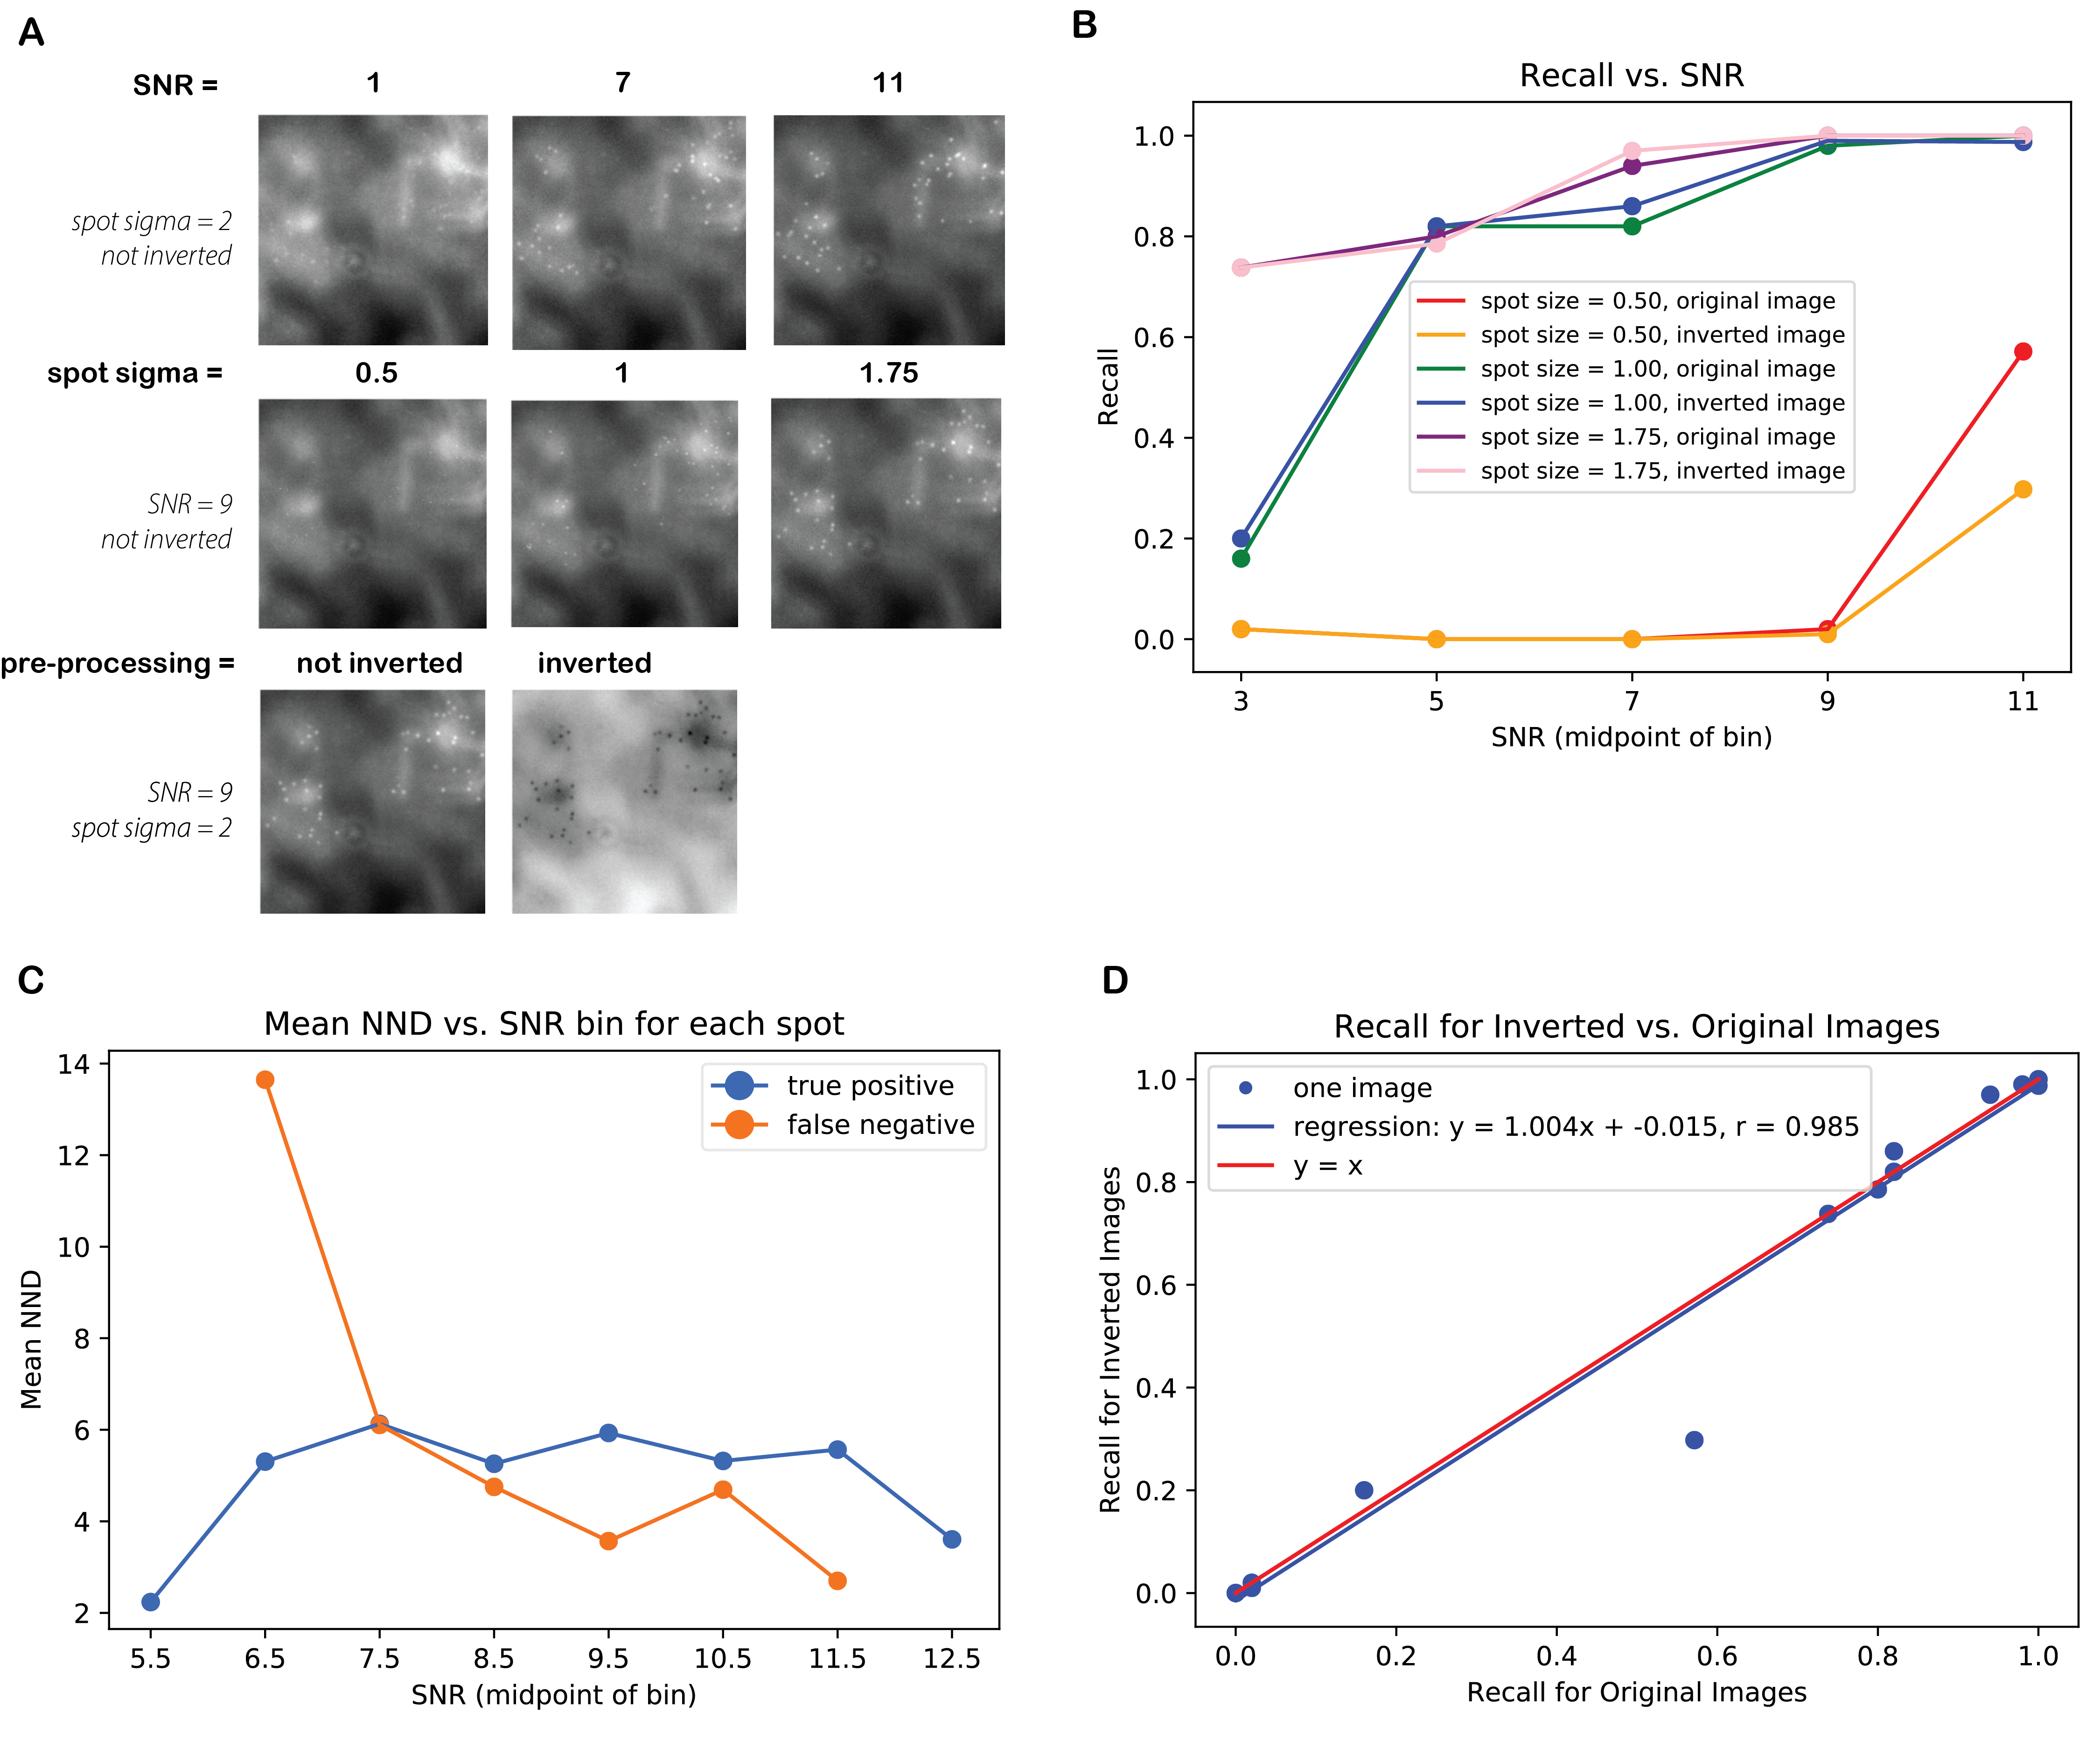 A
SNR = 1 7 11
spot sigma = 2
not inverted
spot sigma = 0.5 1 1.75
SNR = 9
not inverted
pre-processing = not inverted inverted
SNR = 9
spot sigma = 2
B
Recall vs. SNR
1.0
0.8
0.6
0.4
0.2
0.0
Recall
spot size = 0.50, original image
spot size = 0.50, inverted image
spot size = 1.00, original image
spot size = 1.00, inverted image
spot size = 1.75, original image
spot size = 1.75, inverted image
3 5 7 9 11
SNR (midpoint of bin)
C
Mean NND vs. SNR bin for each spot
14
12
10
8
6
4
2
Mean NND
true positive
false negative
5.5 6.5 7.5 8.5 9.5 10.5 11.5 12.5
SNR (midpoint of bin)
D
Recall for Inverted vs. Original Images
1.0
0.8
0.6
0.4
0.2
0.0
Recall for Inverted Images
one image
regression: y = 1.004x + -0.015, r = 0.985
y = x
0.0 0.2 0.4 0.6 0.8 1.0
Recall for Original Images